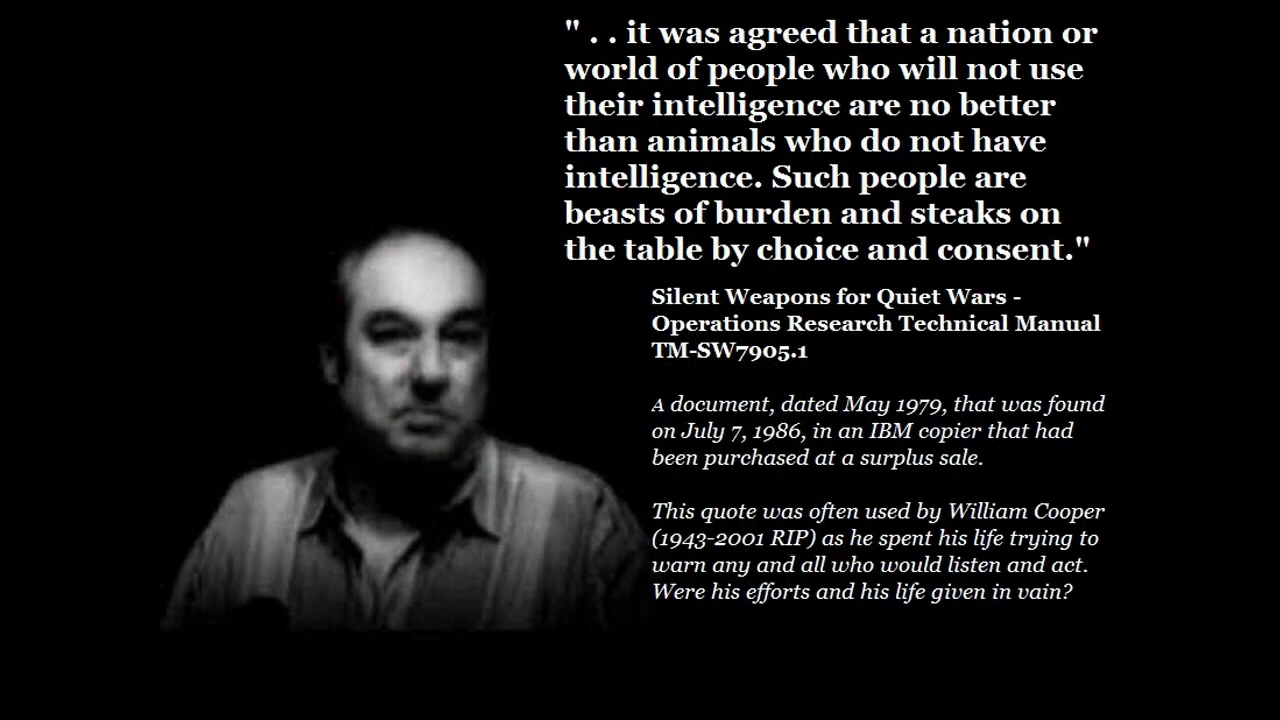 " . . it was agreed that a nation or
world of people who will not use
their intelligence are no better
than animals who do not have
intelligence. Such people are
beasts of burden and steaks on
the table by choice and consent."
Silent Weapons for Quiet Wars -
Operations Research Technical Manual
TM-SW7905.1
A document, dated May 1979, that was found
on July 7, 1986, in an IBM copier that had
been purchased at a surplus sale.
This quote was often used by William Cooper
(1943-2001 RIP) as he spent his life trying to
warn any and all who would listen and act.
Were his efforts and his life given in vain?